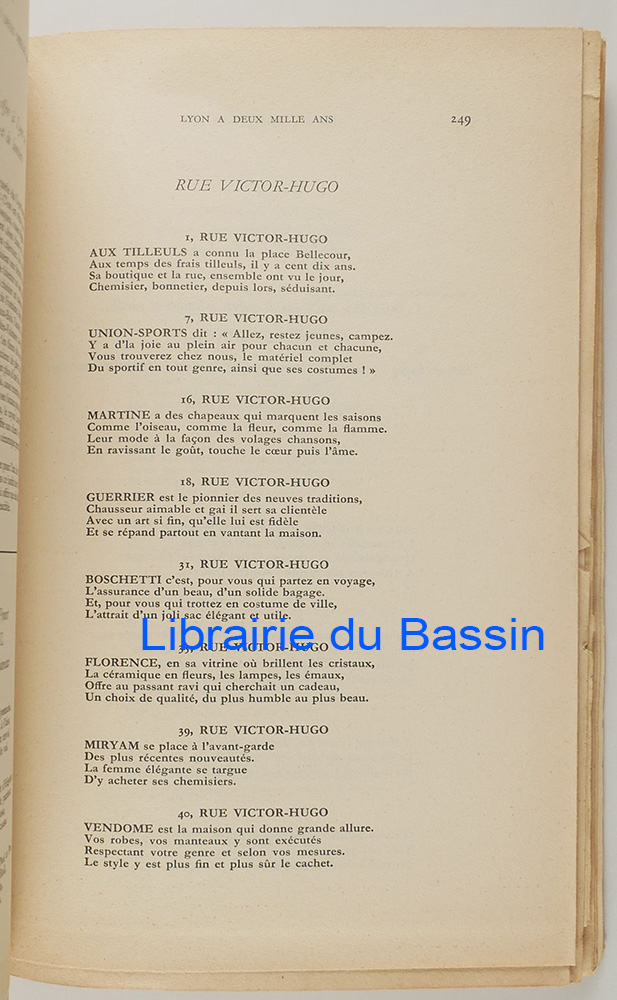 LYON A DEUX MILLE ANS 249
RUE VICTOR-HUGO
1, RUE VICTOR-HUGO
AUX TILLEULS a connu la place Bellecour,
Aux temps des frais tilleuls, il y a cent dix ans.
Sa boutique et la rue, ensemble ont vu le jour,
Chemisier, bonnetier, depuis lors, séduisant.
7, RUE VICTOR-HUGO
UNION-SPORTS dit : « Allez, restez jeunes, campez.
Y a d'la joie au plein air pour chacun et chacune,
Vous trouverez chez nous, le matériel complet
Du sportif en tout genre, ainsi que ses costumes ! »
16, RUE VICTOR-HUGO
MARTINE a des chapeaux qui marquent les saisons
Comme l'oiseau, comme la fleur, comme la flamme.
Leur mode à la façon des volages chansons,
En ravissant le goût, touche le cœur puis l'âme.
18, RUE VICTOR-HUGO
GUERRIER est le pionnier des neuves traditions,
Chausseur aimable et gai il sert sa clientèle
Avec un art si fin, qu'elle lui est fidèle
Et se répand partout en vantant la maison.
31, RUE VICTOR-HUGO
BOSCHETTI c'est, pour vous qui partez en voyage,
L'assurance d'un beau, d'un solide bagage.
Et, pour vous qui trottez en costume de ville,
L'attrait d'un joli sac élégant et utile.
Librairie du Bassin
RUE VICTOR-HUGO
FLORENCE, en sa vitrine où brillent les cristaux,
La céramique en fleurs, les lampes, les émaux,
Offre au passant ravi qui cherchait un cadeau,
Un choix de qualité, du plus humble au plus beau.
39, RUE VICTOR-HUGO
MIRYAM se place à l'avant-garde
Des plus récentes nouveautés.
La femme élégante se targue
D'y acheter ses chemisiers.
40, RUE VICTOR-HUGO
VENDOME est la maison qui donne grande allure.
Vos robes, vos manteaux y sont exécutés
Respectant votre genre et selon vos mesures.
Le style y est plus fin et plus sûr le cachet.